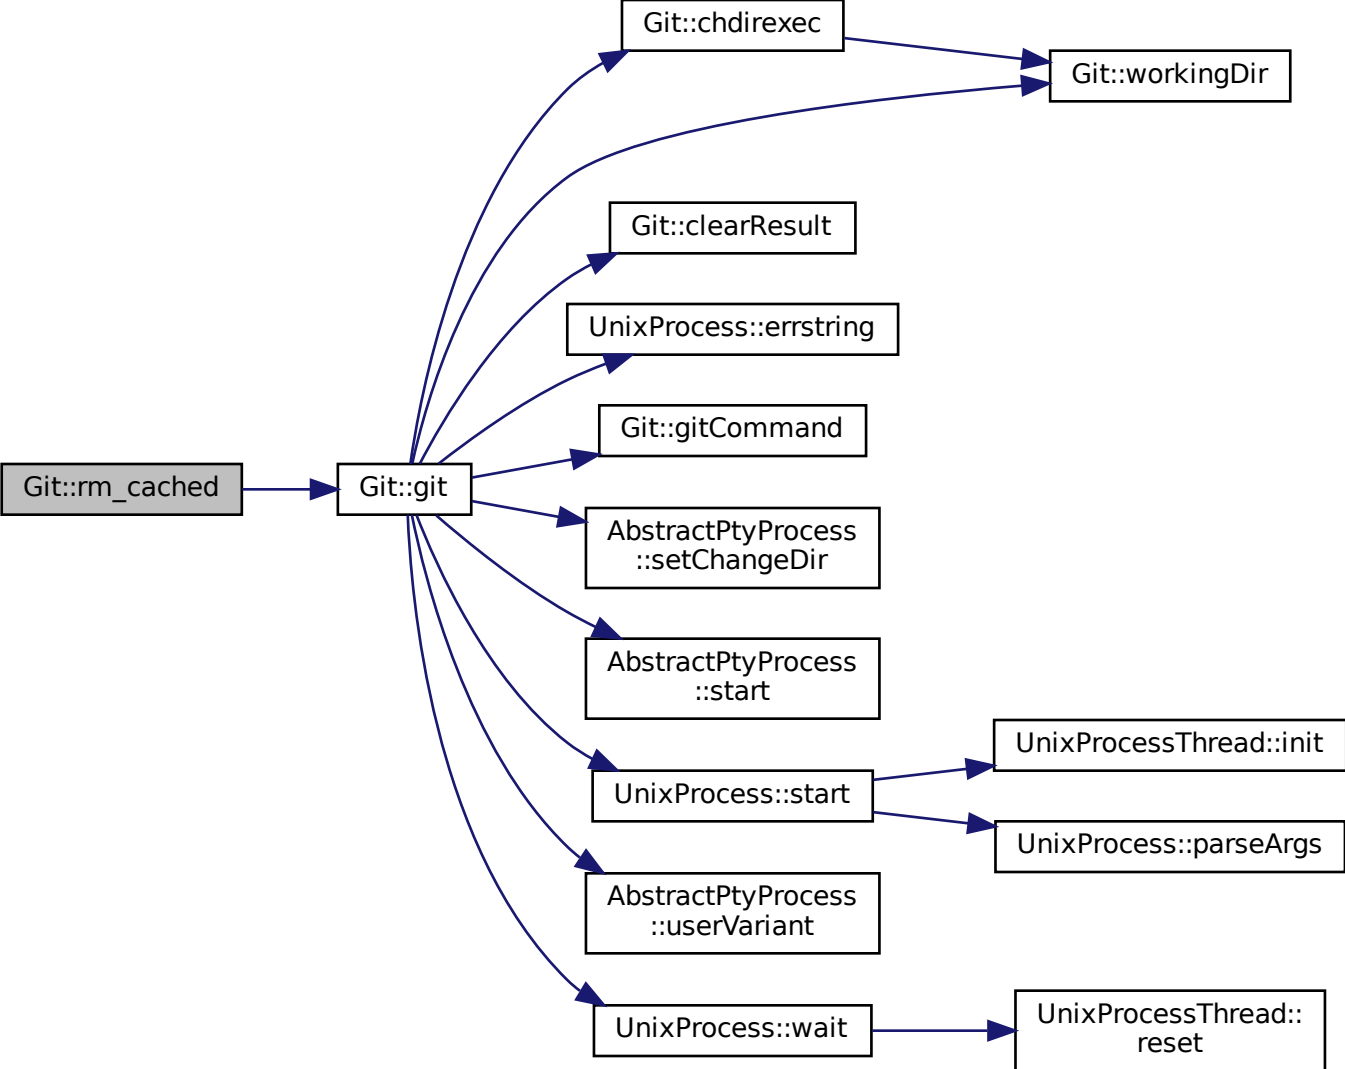 Git::chdirexec
Git::workingDir
Git::clearResult
UnixProcess::errstring
Git::gitCommand
Git::rm_cached
Git::git
AbstractPtyProcess
::setChangeDir
AbstractPtyProcess
::start
UnixProcessThread::init
UnixProcess::start
UnixProcess::parseArgs
AbstractPtyProcess
::userVariant
UnixProcess::wait
UnixProcessThread::
reset